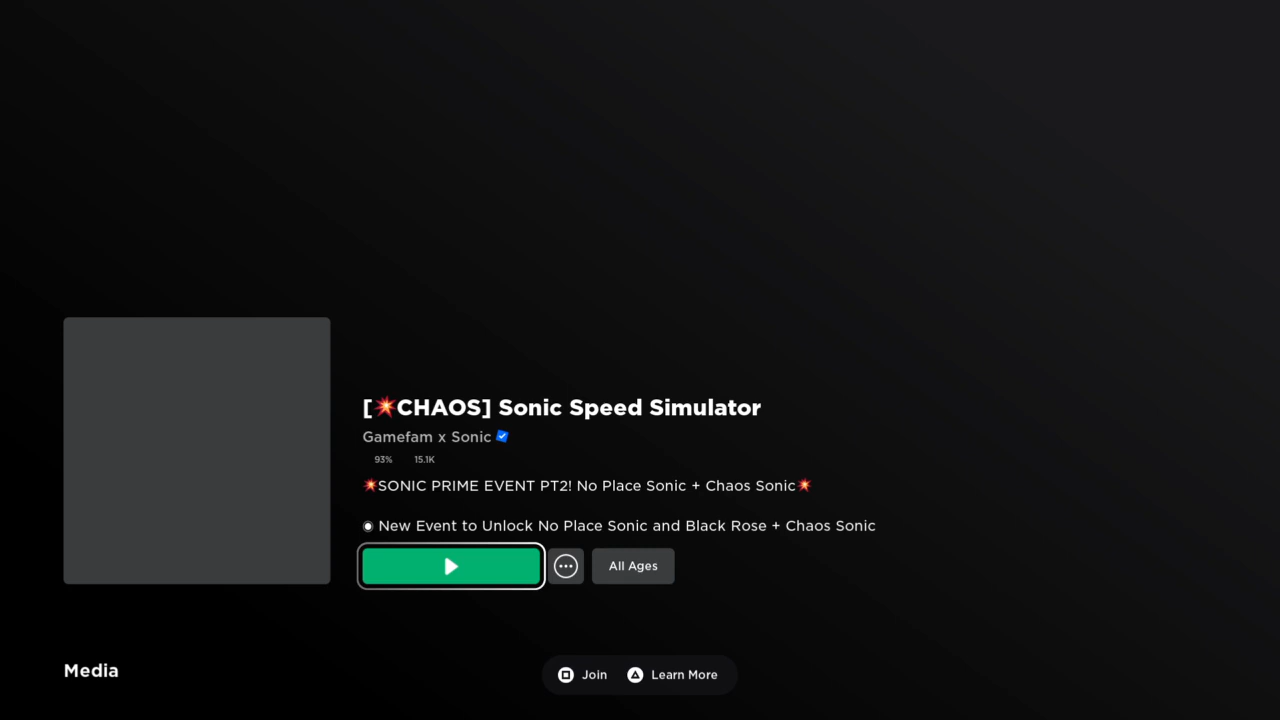 [💥CHAOS] Sonic Speed Simulator
Gamefam x Sonic
93% 15.1K
💥SONIC PRIME EVENT PT2! No Place Sonic + Chaos Sonic💥
◉ New Event to Unlock No Place Sonic and Black Rose + Chaos Sonic
All Ages
Media
Join Learn More